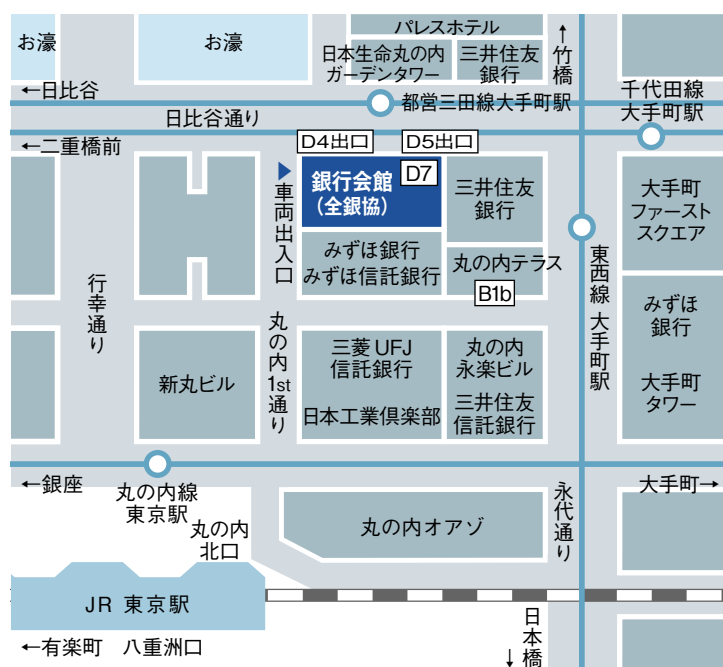 お濠
お濠
パレスホテル
日本生命丸の内
ガーデンタワー
三井住友
銀行
↑
竹橋
←日比谷
都営三田線大手町駅
千代田線
大手町駅
日比谷通り
←二重橋前
D4出口
D5出口
D7
銀行会館
(全銀協)
車両出入口
三井住友
銀行
大手町
ファースト
スクエア
みずほ銀行
みずほ信託銀行
丸の内テラス
B1b
東西線 大手町駅
行幸通り
丸の内1st通り
新丸ビル
三菱UFJ
信託銀行
日本工業倶楽部
丸の内
永楽ビル
三井住友
信託銀行
みずほ
銀行
大手町
タワー
←銀座
丸の内線
東京駅
大手町→
丸の内
北口
丸の内オアゾ
永代通り
JR 東京駅
←有楽町
八重洲口
日本橋
↓